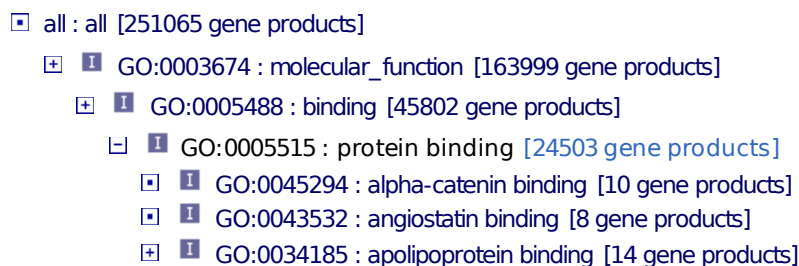 all : all [251065 gene products]
I GO:0003674 : molecular_function [163999 gene products]
I GO:0005488 : binding [45802 gene products]
I GO:0005515 : protein binding [24503 gene products]
I GO:0045294 : alpha-catenin binding [10 gene products]
I GO:0043532 : angiostatin binding [8 gene products]
I GO:0034185 : apolipoprotein binding [14 gene products]